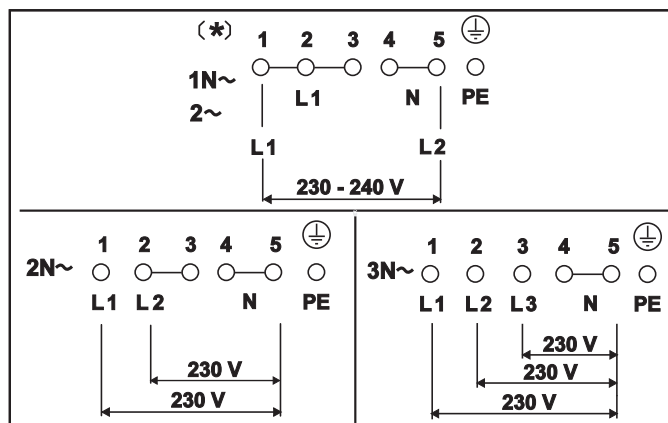 (*) 1 2 3 4 5
1N~ L1 N PE
2~
L1 L2
230 - 240 V
1 2 3 4 5
2N~
L1 L2 N PE
230 V
230 V
1 2 3 4 5
3N~
L1 L2 L3 N PE
230 V
230 V
230 V